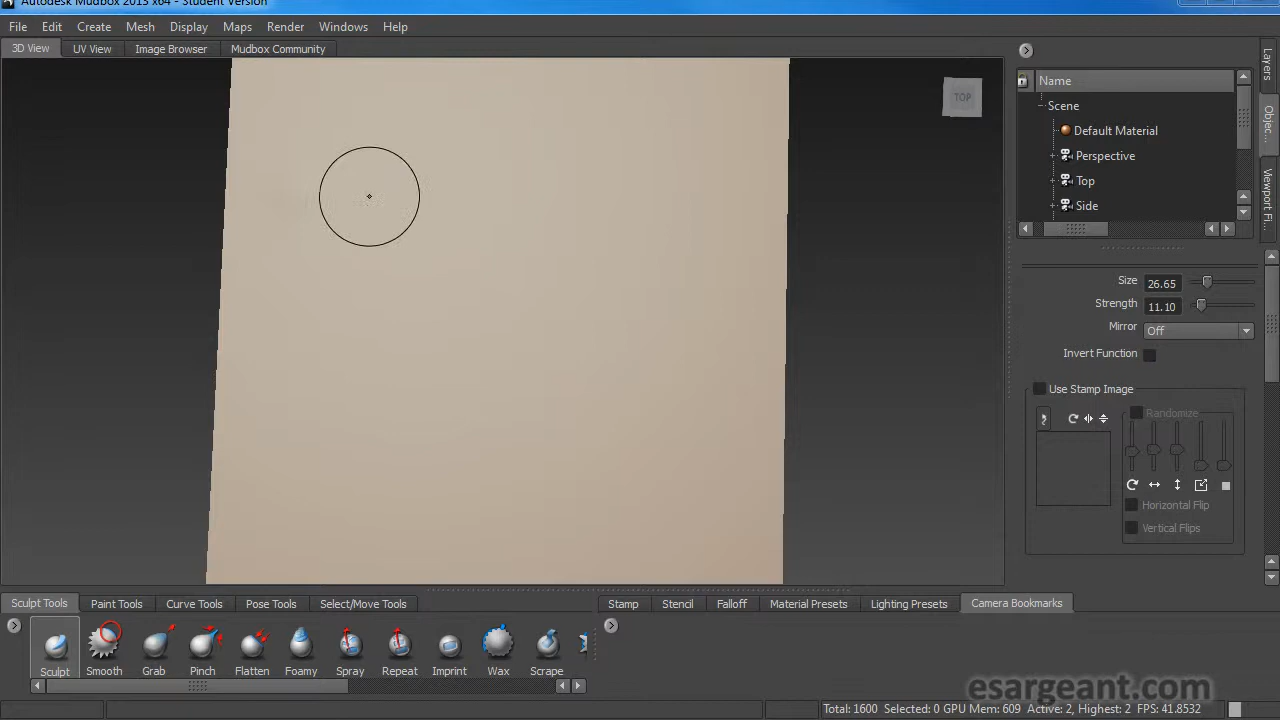 Autodesk Mudbox 2013 x64 - Student Version
File Edit Create Mesh Display Maps Render Windows Help
3D View UV View Image Browser Mudbox Community
TOP
Name
Scene
Default Material
Perspective
Top
Side
Layers
Objec...
Viewport Fi...
Size 26.65
Strength 11.10
Mirror Off
Invert Function
Use Stamp Image
Randomize
Horizontal Flip
Vertical Flips
Sculpt Tools Paint Tools Curve Tools Pose Tools Select/Move Tools
Stamp Stencil Falloff Material Presets Lighting Presets Camera Bookmarks
Sculpt Smooth Grab Pinch Flatten Foamy Spray Repeat Imprint Wax Scrape
esargeant.com
Total: 1600 Selected: 0 GPU Mem: 609 Active: 2, Highest: 2 FPS: 41.8532